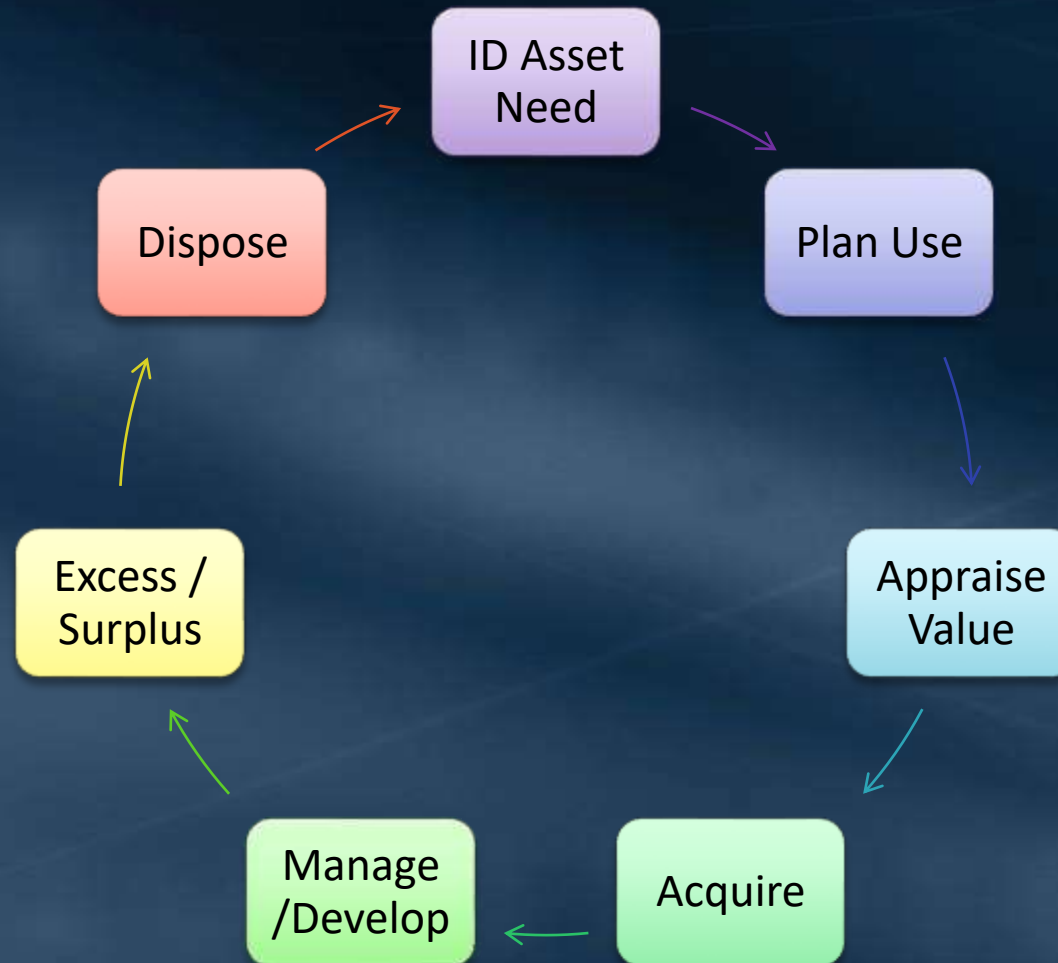 ID Asset
Need
Plan Use
Appraise
Value
Acquire
Manage
/Develop
Excess /
Surplus
Dispose